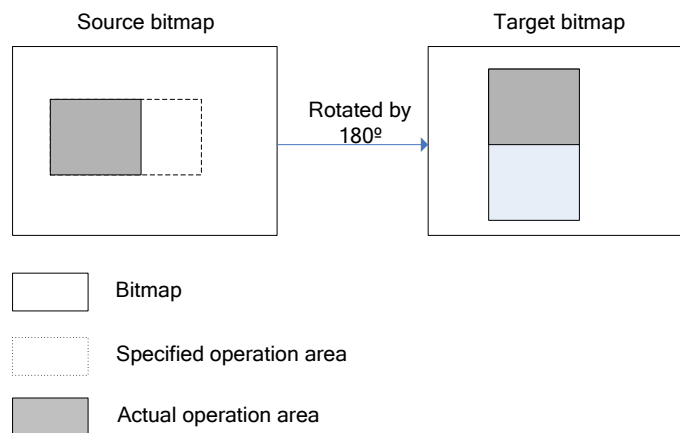 Source bitmap
Target bitmap
Rotated by
180º
Bitmap
Specified operation area
Actual operation area